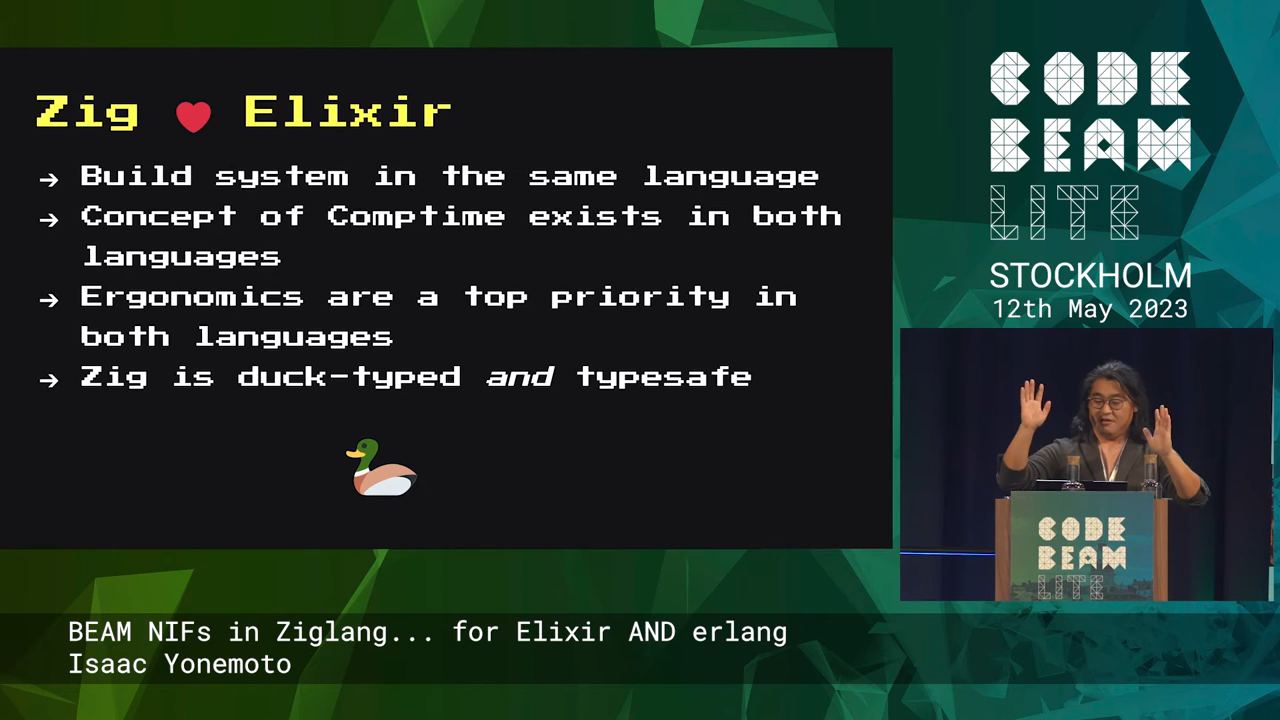 Zig ❤️ Elixir
→ Build system in the same language
→ Concept of Comptime exists in both
languages
→ Ergonomics are a top priority in
both languages
→ Zig is duck-typed and typesafe
CODE
BEAM
LITE
STOCKHOLM
12th May 2023
CODE
BEAM
LITE
BEAM NIFs in Ziglang... for Elixir AND erlang
Isaac Yonemoto